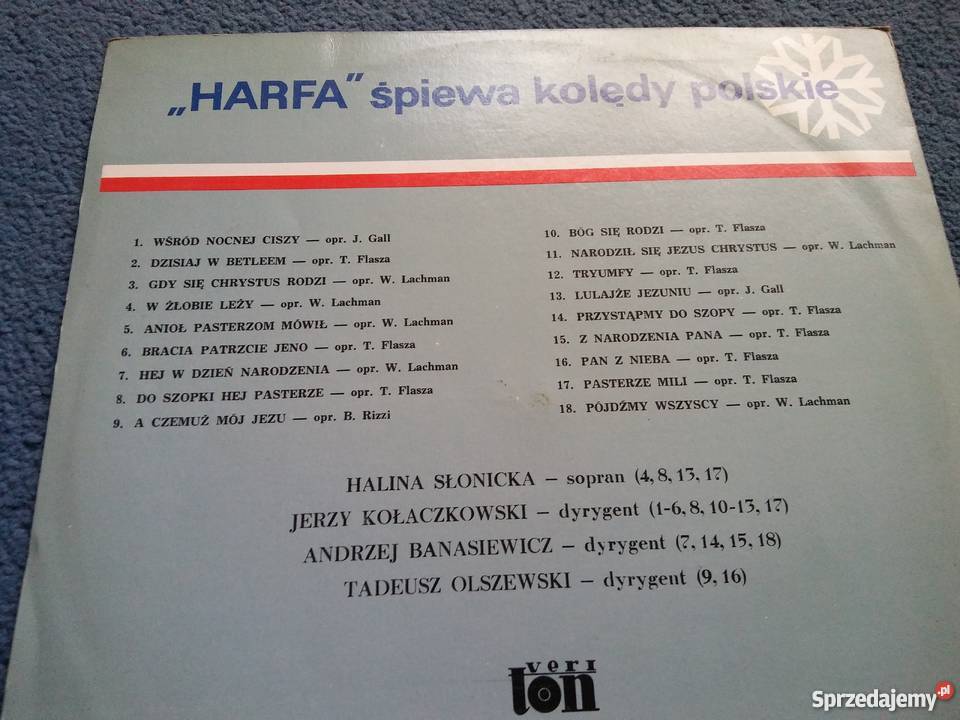 „HARFA” śpiewa kolędy polskie
1. WŚRÓD NOCNEJ CISZY — opr. J. Gall
2. DZISIAJ W BETLEEM — opr. T. Flasza
3. GDY SIĘ CHRYSTUS RODZI — opr. W. Lachman
4. W ŻŁOBIE LEŻY — opr. W. Lachman
5. ANIOŁ PASTERZOM MÓWIŁ — opr. W. Lachman
6. BRACIA PATRZCIE JENO — opr. T. Flasza
7. HEJ W DZIEŃ NARODZENIA — opr. W. Lachman
8. DO SZOPKI HEJ PASTERZE — opr. T. Flasza
9. A CZEMUŻ MÓJ JEZU — opr. B. Rizzi
10. BÓG SIĘ RODZI — opr. T. Flasza
11. NARODZIŁ SIĘ JEZUS CHRYSTUS — opr. W. Lachman
12. TRYUMFY — opr. T. Flasza
13. LULAJŻE JEZUNIU — opr. J. Gall
14. PRZYSTĄPMY DO SZOPY — opr. T. Flasza
15. Z NARODZENIA PANA — opr. T. Flasza
16. PAN Z NIEBA — opr. T. Flasza
17. PASTERZE MILI — opr. T. Flasza
18. PÓJDŹMY WSZYSCY — opr. W. Lachman
HALINA SŁONICKA — sopran (4, 8, 13, 17)
JERZY KOŁACZKOWSKI — dyrygent (1-6, 8, 10-13, 17)
ANDRZEJ BANASIEWICZ — dyrygent (7, 14, 15, 18)
TADEUSZ OLSZEWSKI — dyrygent (9, 16)
veri
ton
Sprzedajemy.pl